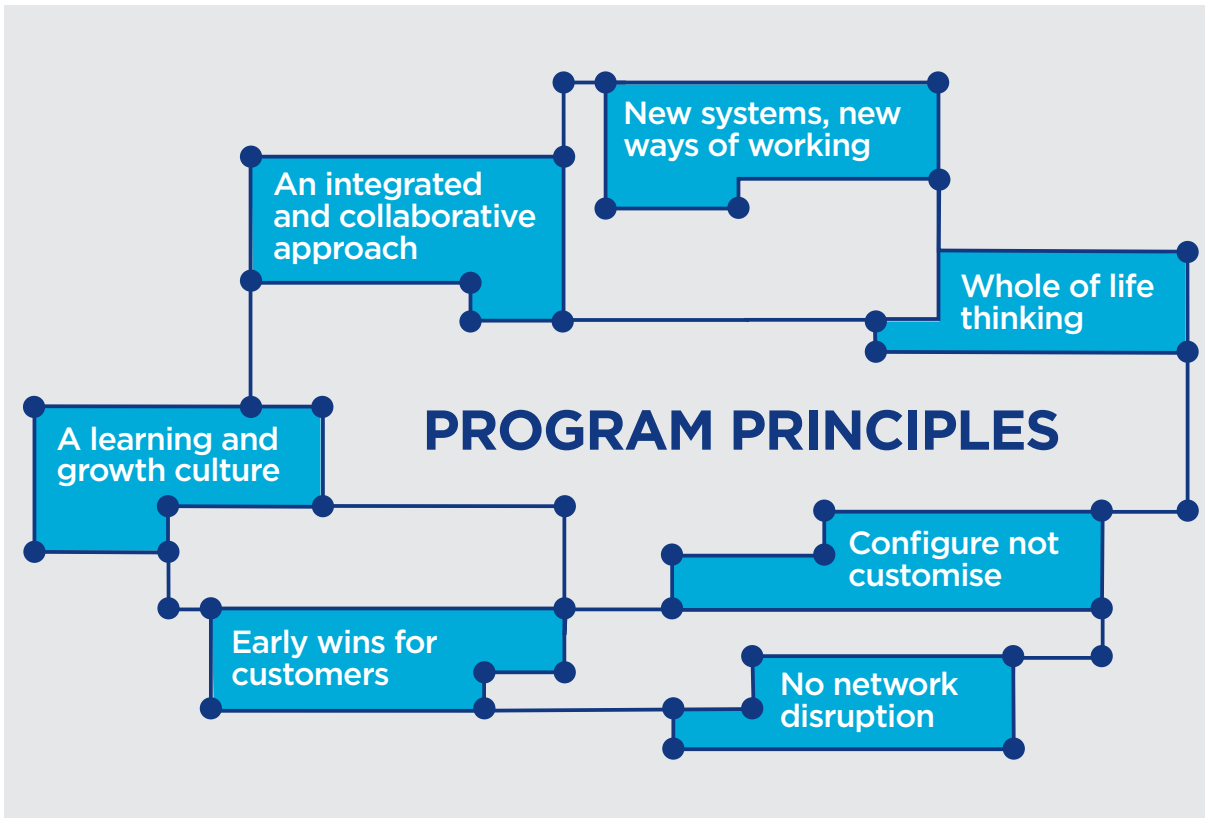 New systems, new
ways of working
An integrated
and collaborative
approach
Whole of life
thinking
PROGRAM PRINCIPLES
A learning and
growth culture
Configure not
customise
Early wins for
customers
No network
disruption